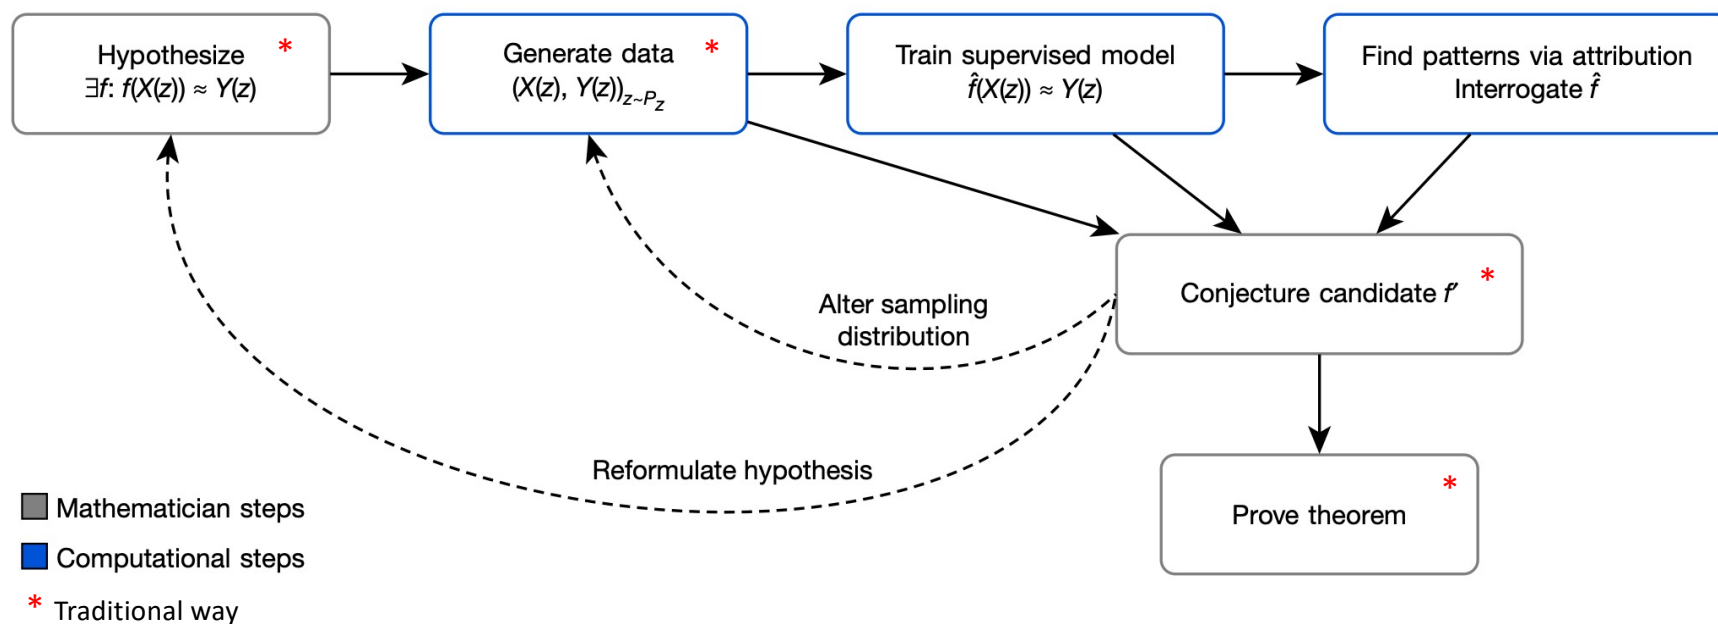 Hypothesize *
∃f: f(X(z)) ≈ Y(z)
Generate data *
(X(z), Y(z))z~Pz
Train supervised model
f̂(X(z)) ≈ Y(z)
Find patterns via attribution
Interrogate f̂
Conjecture candidate f′ *
Alter sampling
distribution
Reformulate hypothesis
Prove theorem *
Mathematician steps
Computational steps
* Traditional way